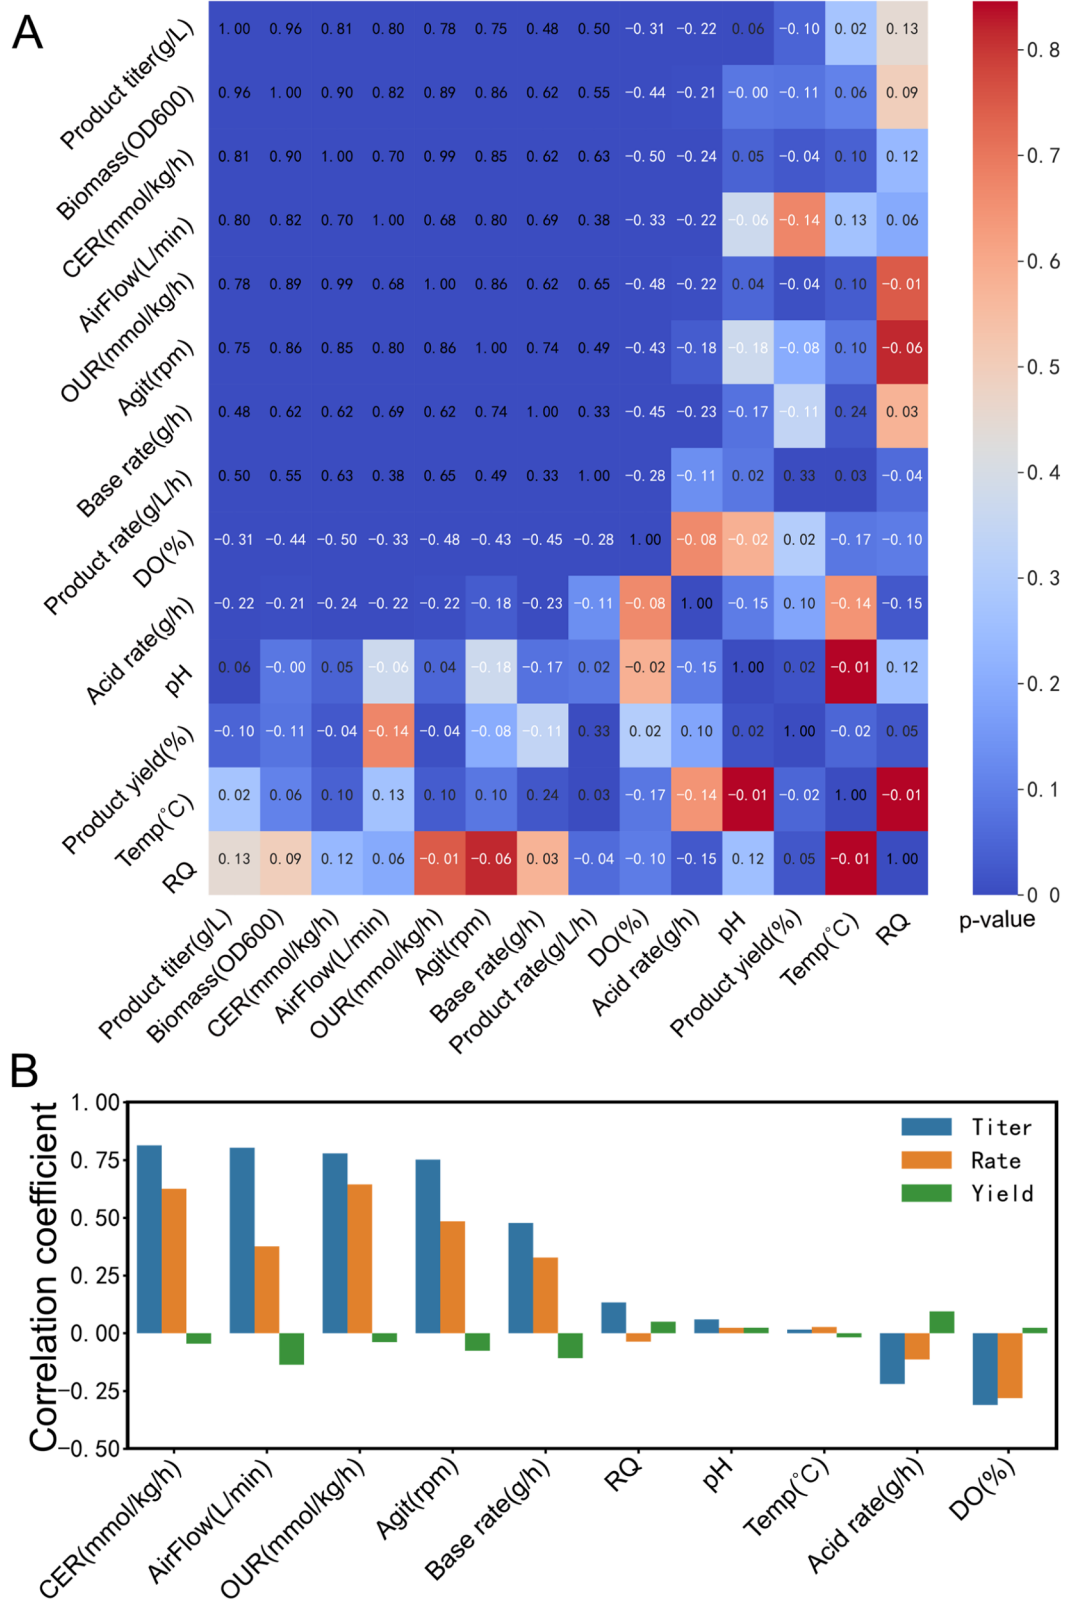 A
Product titer(g/L) 1.00 0.96 0.81 0.80 0.78 0.75 0.48 0.50 −0.31 −0.22 0.06 −0.10 0.02 0.13
Biomass(OD600) 0.96 1.00 0.90 0.82 0.89 0.86 0.62 0.55 −0.44 −0.21 −0.00 −0.11 0.06 0.09
CER(mmol/kg/h) 0.81 0.90 1.00 0.70 0.99 0.85 0.62 0.63 −0.50 −0.24 0.05 −0.04 0.10 0.12
AirFlow(L/min) 0.80 0.82 0.70 1.00 0.68 0.80 0.69 0.38 −0.33 −0.22 −0.06 −0.14 0.13 0.06
OUR(mmol/kg/h) 0.78 0.89 0.99 0.68 1.00 0.86 0.62 0.65 −0.48 −0.22 0.04 −0.04 0.10 −0.01
Agit(rpm) 0.75 0.86 0.85 0.80 0.86 1.00 0.74 0.49 −0.43 −0.18 −0.18 −0.08 0.10 −0.06
Base rate(g/h) 0.48 0.62 0.62 0.69 0.62 0.74 1.00 0.33 −0.45 −0.23 −0.17 −0.11 0.24 0.03
Product rate(g/L/h) 0.50 0.55 0.63 0.38 0.65 0.49 0.33 1.00 −0.28 −0.11 0.02 0.33 0.03 −0.04
DO(%) −0.31 −0.44 −0.50 −0.33 −0.48 −0.43 −0.45 −0.28 1.00 −0.08 −0.02 0.02 −0.17 −0.10
Acid rate(g/h) −0.22 −0.21 −0.24 −0.22 −0.22 −0.18 −0.23 −0.11 −0.08 1.00 −0.15 0.10 −0.14 −0.15
pH 0.06 −0.00 0.05 −0.06 0.04 −0.18 −0.17 0.02 −0.02 −0.15 1.00 0.02 −0.01 0.12
Product yield(%) −0.10 −0.11 −0.04 −0.14 −0.04 −0.08 −0.11 0.33 0.02 0.10 0.02 1.00 −0.02 0.05
Temp(°C) 0.02 0.06 0.10 0.13 0.10 0.10 0.24 0.03 −0.17 −0.14 −0.01 −0.02 1.00 −0.01
RQ 0.13 0.09 0.12 0.06 −0.01 −0.06 0.03 −0.04 −0.10 −0.15 0.12 0.05 −0.01 1.00
Product titer(g/L) Biomass(OD600) CER(mmol/kg/h) AirFlow(L/min) OUR(mmol/kg/h) Agit(rpm) Base rate(g/h) Product rate(g/L/h) DO(%) Acid rate(g/h) pH Product yield(%) Temp(°C) RQ
0.8
0.7
0.6
0.5
0.4
0.3
0.2
0.1
0 0
p-value
B
Correlation coefficient
1.00
0.75
0.50
0.25
0.00
−0.25
−0.50
Titer
Rate
Yield
CER(mmol/kg/h) AirFlow(L/min) OUR(mmol/kg/h) Agit(rpm) Base rate(g/h) RQ pH Temp(°C) Acid rate(g/h) DO(%)